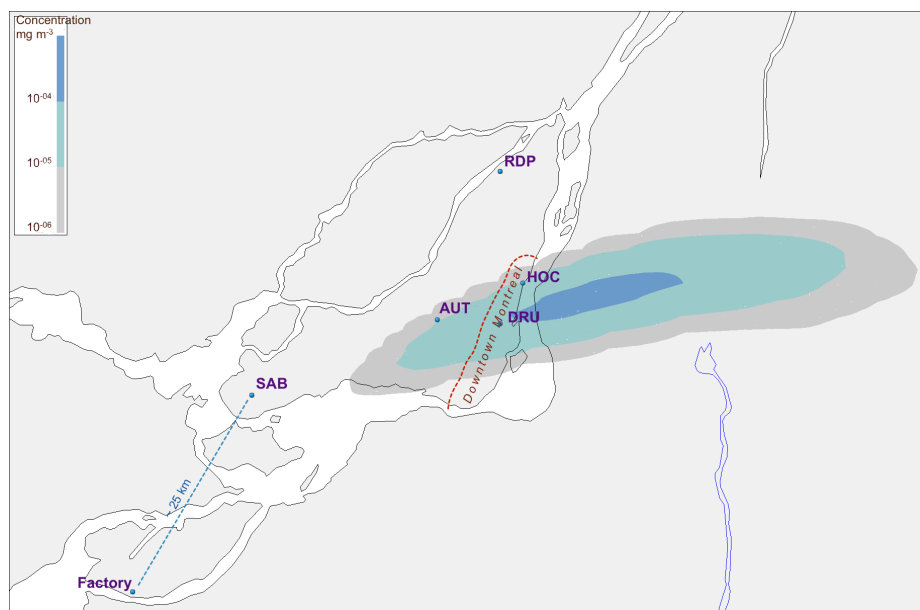 Concentration
mg m-3
10-04
10-05
10-06
RDP
HOC
AUT
DRU
Downtown Montreal
SAB
25 km
Factory